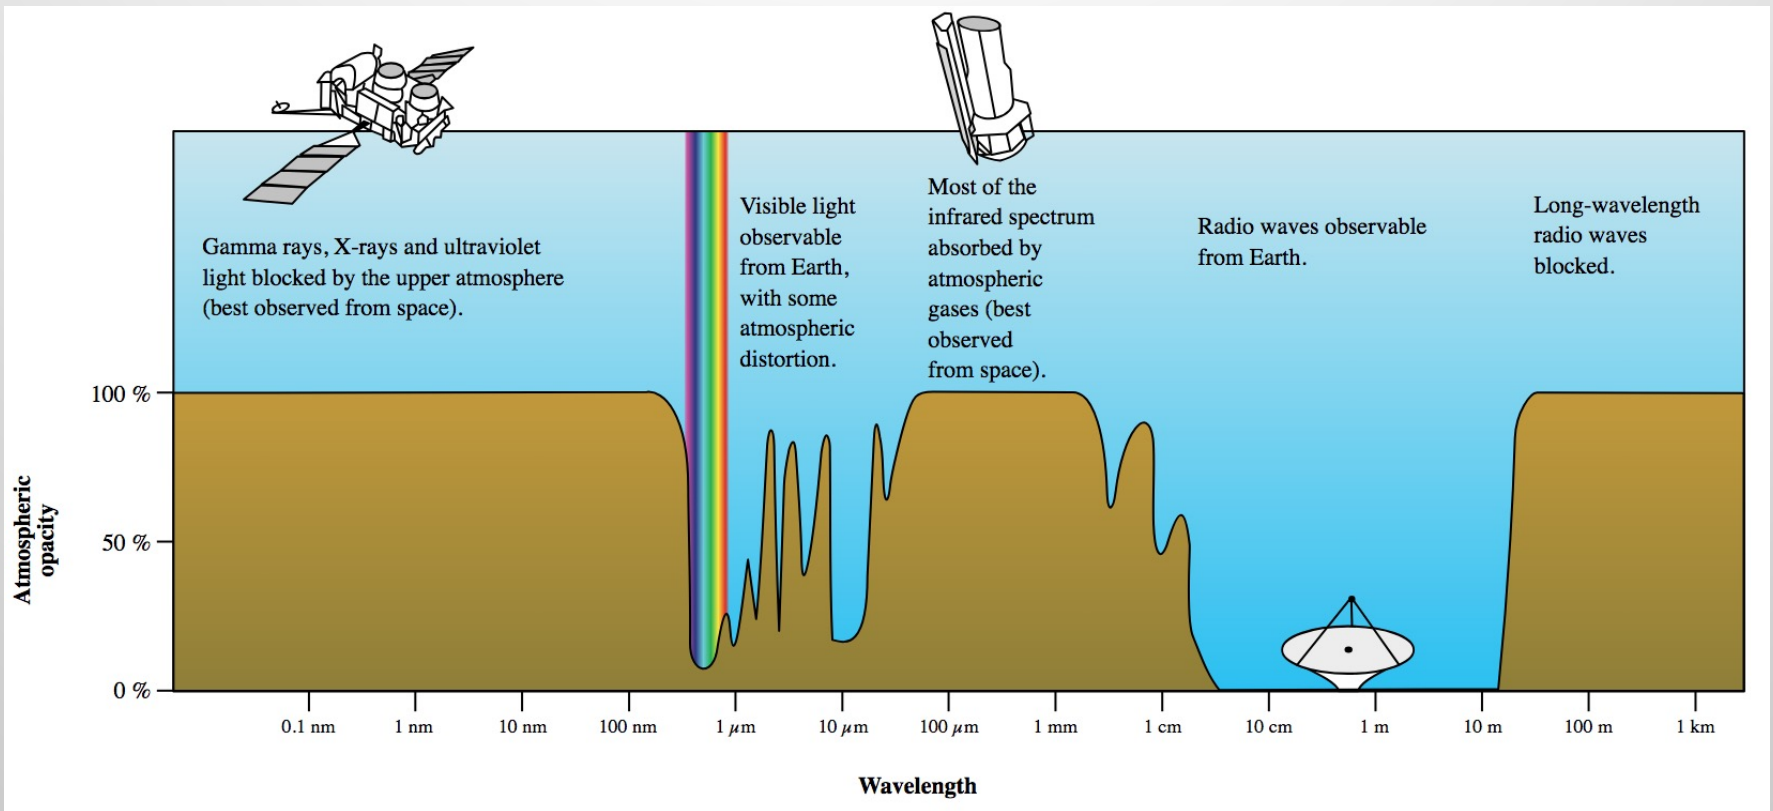 Gamma rays, X-rays and ultraviolet
light blocked by the upper atmosphere
(best observed from space).
Visible light
observable
from Earth,
with some
atmospheric
distortion.
Most of the
infrared spectrum
absorbed by
atmospheric
gases (best
observed
from space).
Radio waves observable
from Earth.
Long-wavelength
radio waves
blocked.
Atmospheric
opacity
100 %
50 %
0 %
0.1 nm 1 nm 10 nm 100 nm 1 μm 10 μm 100 μm 1 mm 1 cm 10 cm 1 m 10 m 100 m 1 km
Wavelength